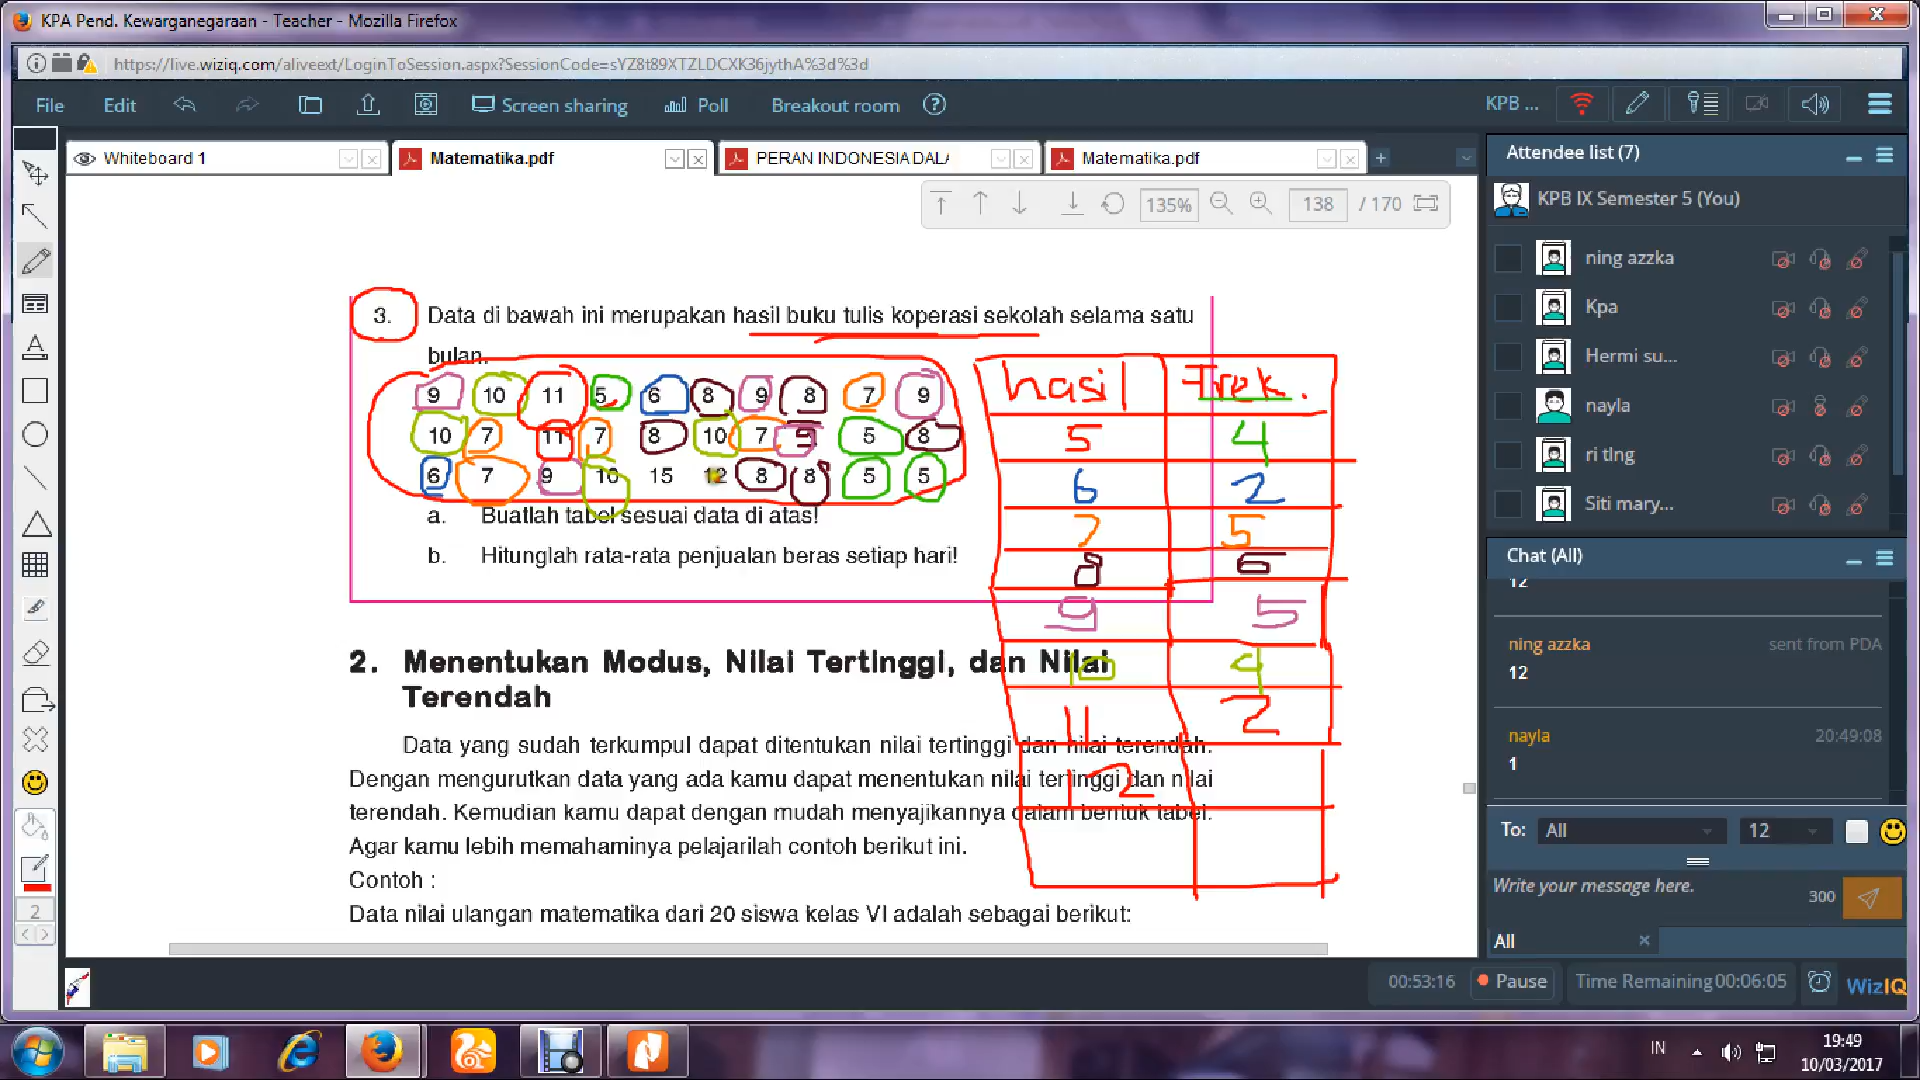 KPA Pend. Kewarganegaraan - Teacher - Mozilla Firefox
https://live.wiziq.com/aliveext/LoginToSession.aspx?SessionCode=sYZ8t89XTZLDCXK36jythA%3d%3d
File Edit Screen sharing Poll Breakout room KPB ...
Whiteboard 1 Matematika.pdf PERAN INDONESIA DALA Matematika.pdf
135% 138 / 170
3. Data di bawah ini merupakan hasil buku tulis koperasi sekolah selama satu
bulan.
9 10 11 5 6 8 9 8 7 9
10 7 11 7 8 10 7 9 5 8
6 7 9 10 15 12 8 8 5 5
a. Buatlah tabel sesuai data di atas!
b. Hitunglah rata-rata penjualan beras setiap hari!
hasil Frek.
5 4
6 2
7 5
8 6
9 5
10 4
11 2
12
2. Menentukan Modus, Nilai Tertinggi, dan Nilai
Terendah
Data yang sudah terkumpul dapat ditentukan nilai tertinggi dan nilai terendah.
Dengan mengurutkan data yang ada kamu dapat menentukan nilai tertinggi dan nilai
terendah. Kemudian kamu dapat dengan mudah menyajikannya dalam bentuk tabel.
Agar kamu lebih memahaminya pelajarilah contoh berikut ini.
Contoh :
Data nilai ulangan matematika dari 20 siswa kelas VI adalah sebagai berikut:
2
Attendee list (7)
KPB IX Semester 5 (You)
ning azzka
Kpa
Hermi su...
nayla
ri tIng
Siti mary...
Chat (All)
12
ning azzka sent from PDA
12
nayla 20:49:08
1
To: All 12
Write your message here. 300
All
00:53:16 Pause Time Remaining 00:06:05 WizIQ
IN 19:49
10/03/2017